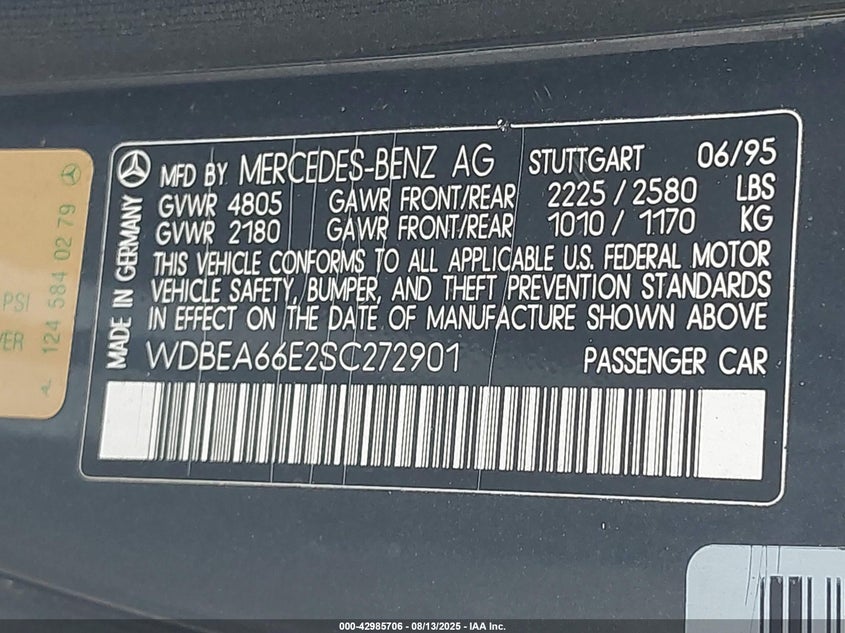 MFD BY MERCEDES-BENZ AG STUTTGART 06/95
GVWR 4805 GAWR FRONT/REAR 2225 / 2580 LBS
GVWR 2180 GAWR FRONT/REAR 1010 / 1170 KG
THIS VEHICLE CONFORMS TO ALL APPLICABLE U.S. FEDERAL MOTOR
VEHICLE SAFETY, BUMPER, AND THEFT PREVENTION STANDARDS
IN EFFECT ON THE DATE OF MANUFACTURE SHOWN ABOVE
WDBEA66E2SC272901 PASSENGER CAR
MADE IN GERMANY
PSI
124 584 02 79
000-42985706 - 08/13/2025 - IAA Inc.